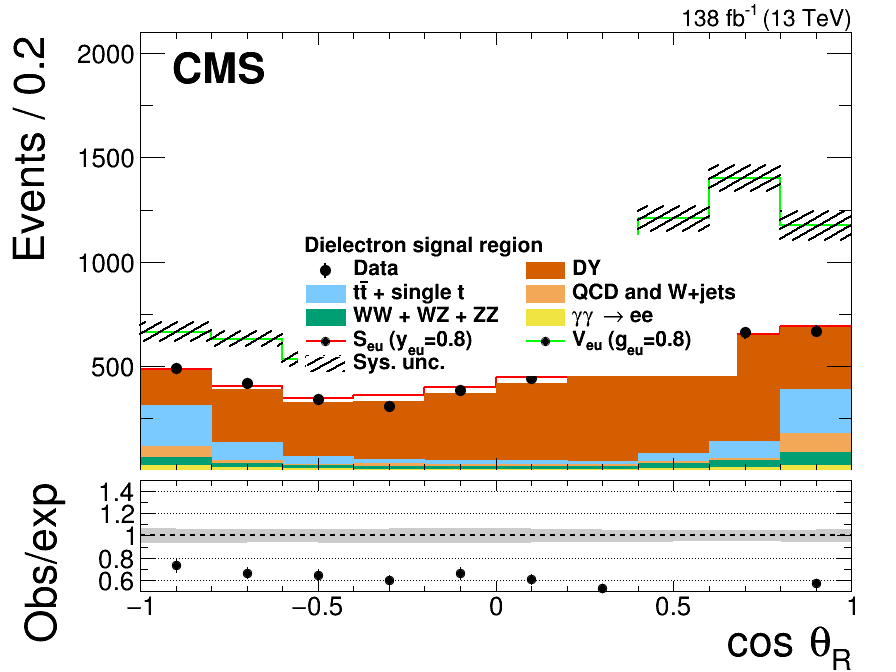 138 fb⁻¹ (13 TeV)
CMS
Events / 0.2
2000
1500
1000
500
Dielectron signal region
Data
DY
tt̄ + single t
QCD and W+jets
WW + WZ + ZZ
γγ → ee
S_eu (y_eu=0.8)
V_eu (g_eu=0.8)
Sys. unc.
Obs/exp
1.4
1.2
1
0.8
0.6
−1 −0.5 0 0.5 1
cos θ_R